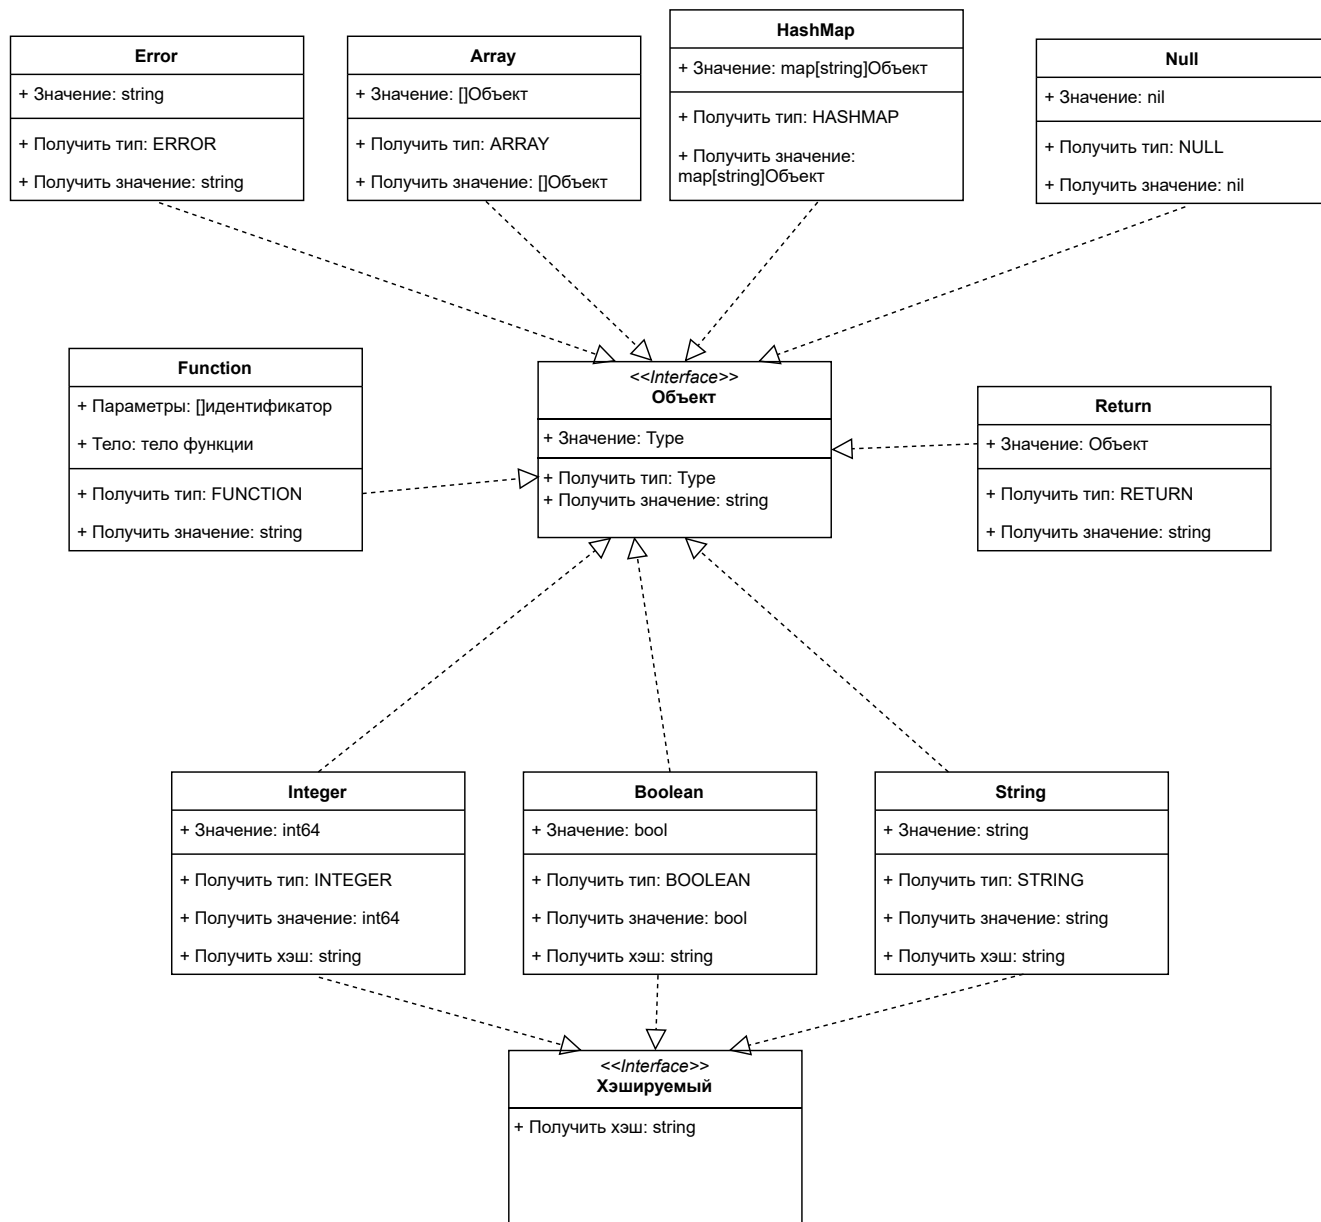 Error
+ Значение: string
+ Получить тип: ERROR
+ Получить значение: string
Array
+ Значение: []Объект
+ Получить тип: ARRAY
+ Получить значение: []Объект
HashMap
+ Значение: map[string]Объект
+ Получить тип: HASHMAP
+ Получить значение:
map[string]Объект
Null
+ Значение: nil
+ Получить тип: NULL
+ Получить значение: nil
Function
+ Параметры: []идентификатор
+ Тело: тело функции
+ Получить тип: FUNCTION
+ Получить значение: string
<<Interface>>
Объект
+ Значение: Type
+ Получить тип: Type
+ Получить значение: string
Return
+ Значение: Объект
+ Получить тип: RETURN
+ Получить значение: string
Integer
+ Значение: int64
+ Получить тип: INTEGER
+ Получить значение: int64
+ Получить хэш: string
Boolean
+ Значение: bool
+ Получить тип: BOOLEAN
+ Получить значение: bool
+ Получить хэш: string
String
+ Значение: string
+ Получить тип: STRING
+ Получить значение: string
+ Получить хэш: string
<<Interface>>
Хэшируемый
+ Получить хэш: string